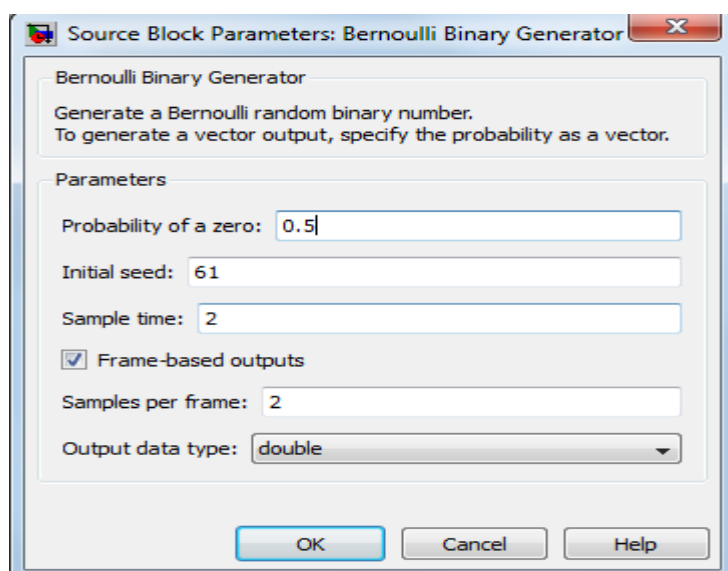 Source Block Parameters: Bernoulli Binary Generator
Bernoulli Binary Generator
Generate a Bernoulli random binary number.
To generate a vector output, specify the probability as a vector.
Parameters
Probability of a zero: 0.5
Initial seed: 61
Sample time: 2
Frame-based outputs
Samples per frame: 2
Output data type: double
OK Cancel Help